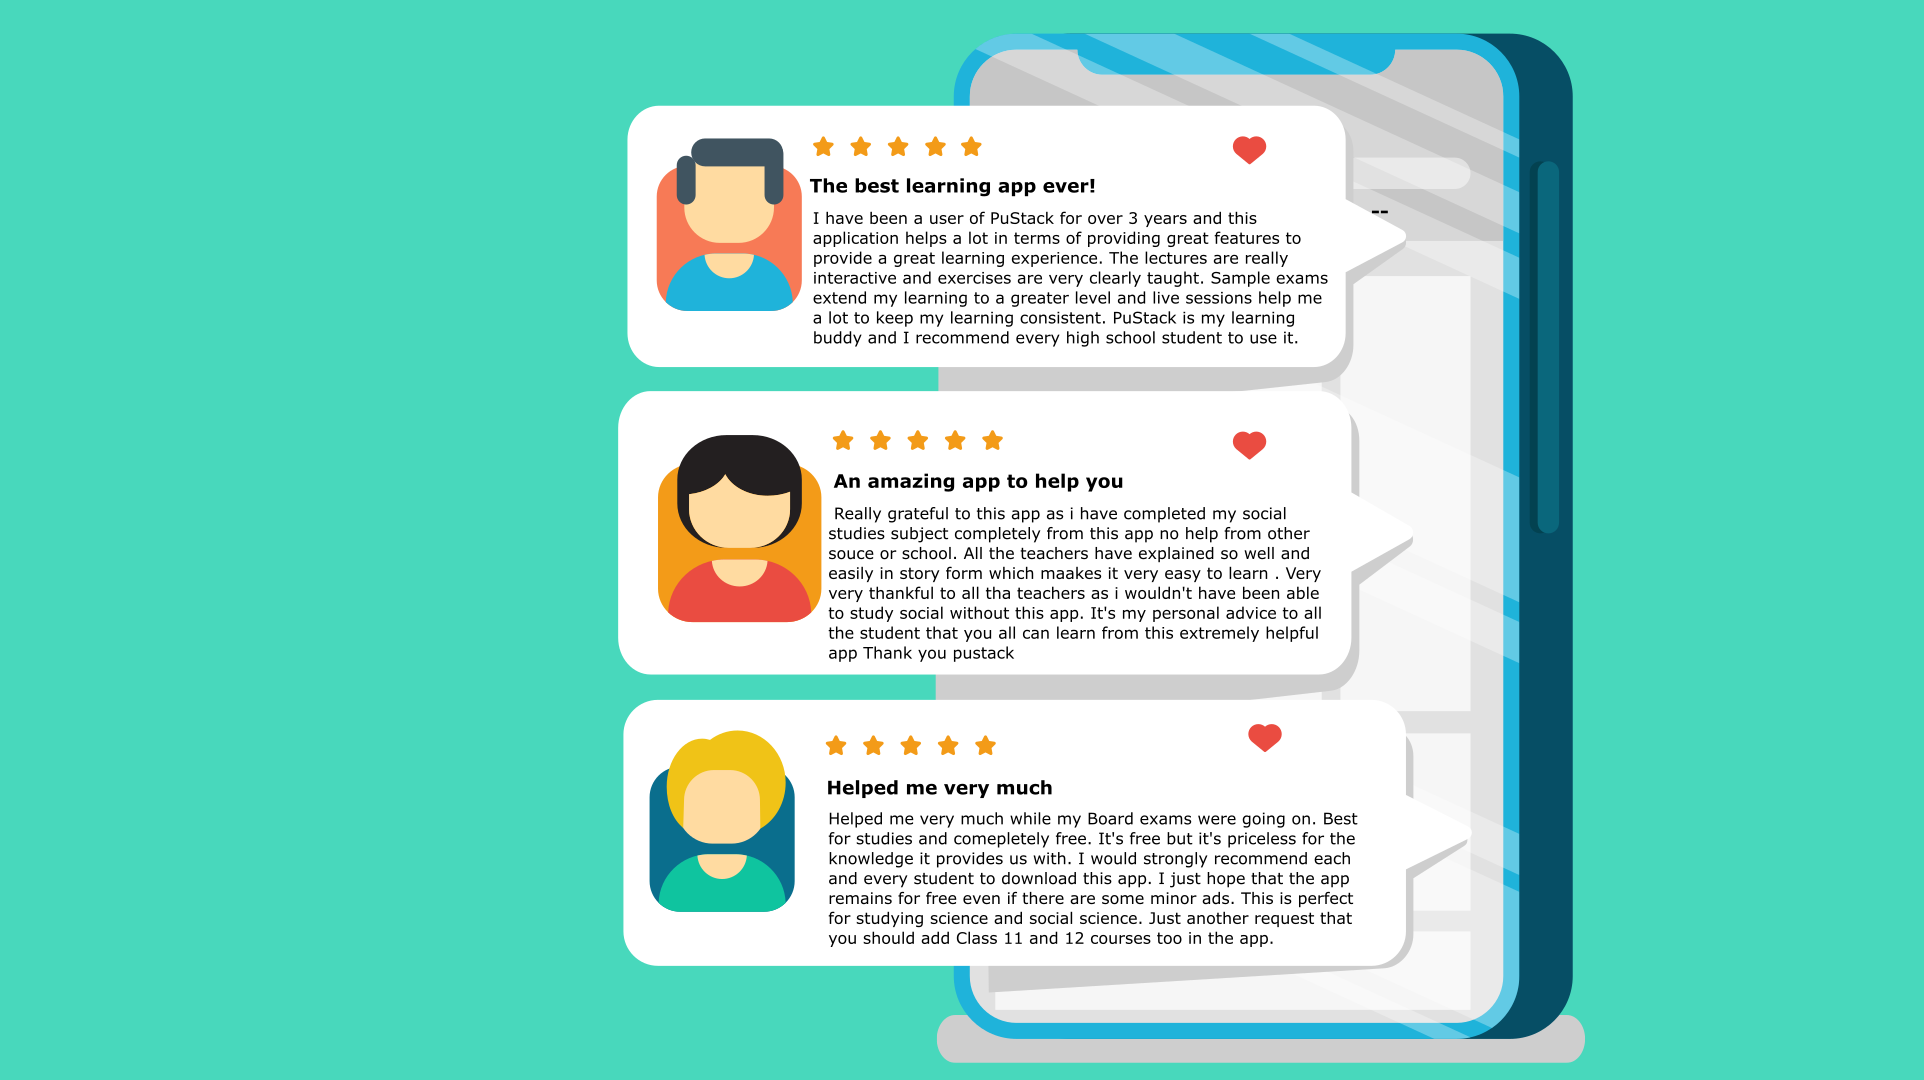 The best learning app ever!
I have been a user of PuStack for over 3 years and this
application helps a lot in terms of providing great features to
provide a great learning experience. The lectures are really
interactive and exercises are very clearly taught. Sample exams
extend my learning to a greater level and live sessions help me
a lot to keep my learning consistent. PuStack is my learning
buddy and I recommend every high school student to use it.
--
An amazing app to help you
Really grateful to this app as i have completed my social
studies subject completely from this app no help from other
souce or school. All the teachers have explained so well and
easily in story form which maakes it very easy to learn . Very
very thankful to all tha teachers as i wouldn't have been able
to study social without this app. It's my personal advice to all
the student that you all can learn from this extremely helpful
app Thank you pustack
Helped me very much
Helped me very much while my Board exams were going on. Best
for studies and comepletely free. It's free but it's priceless for the
knowledge it provides us with. I would strongly recommend each
and every student to download this app. I just hope that the app
remains for free even if there are some minor ads. This is perfect
for studying science and social science. Just another request that
you should add Class 11 and 12 courses too in the app.